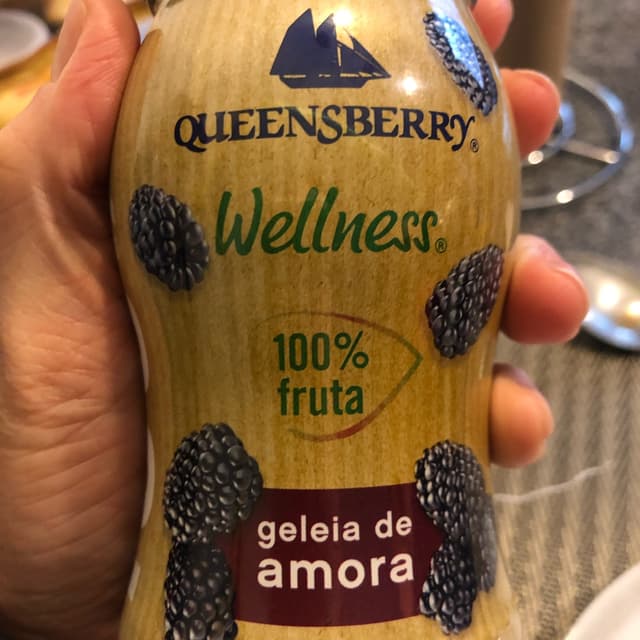 QUEENSBERRY®
Wellness®
100%
fruta
geleia de
amora